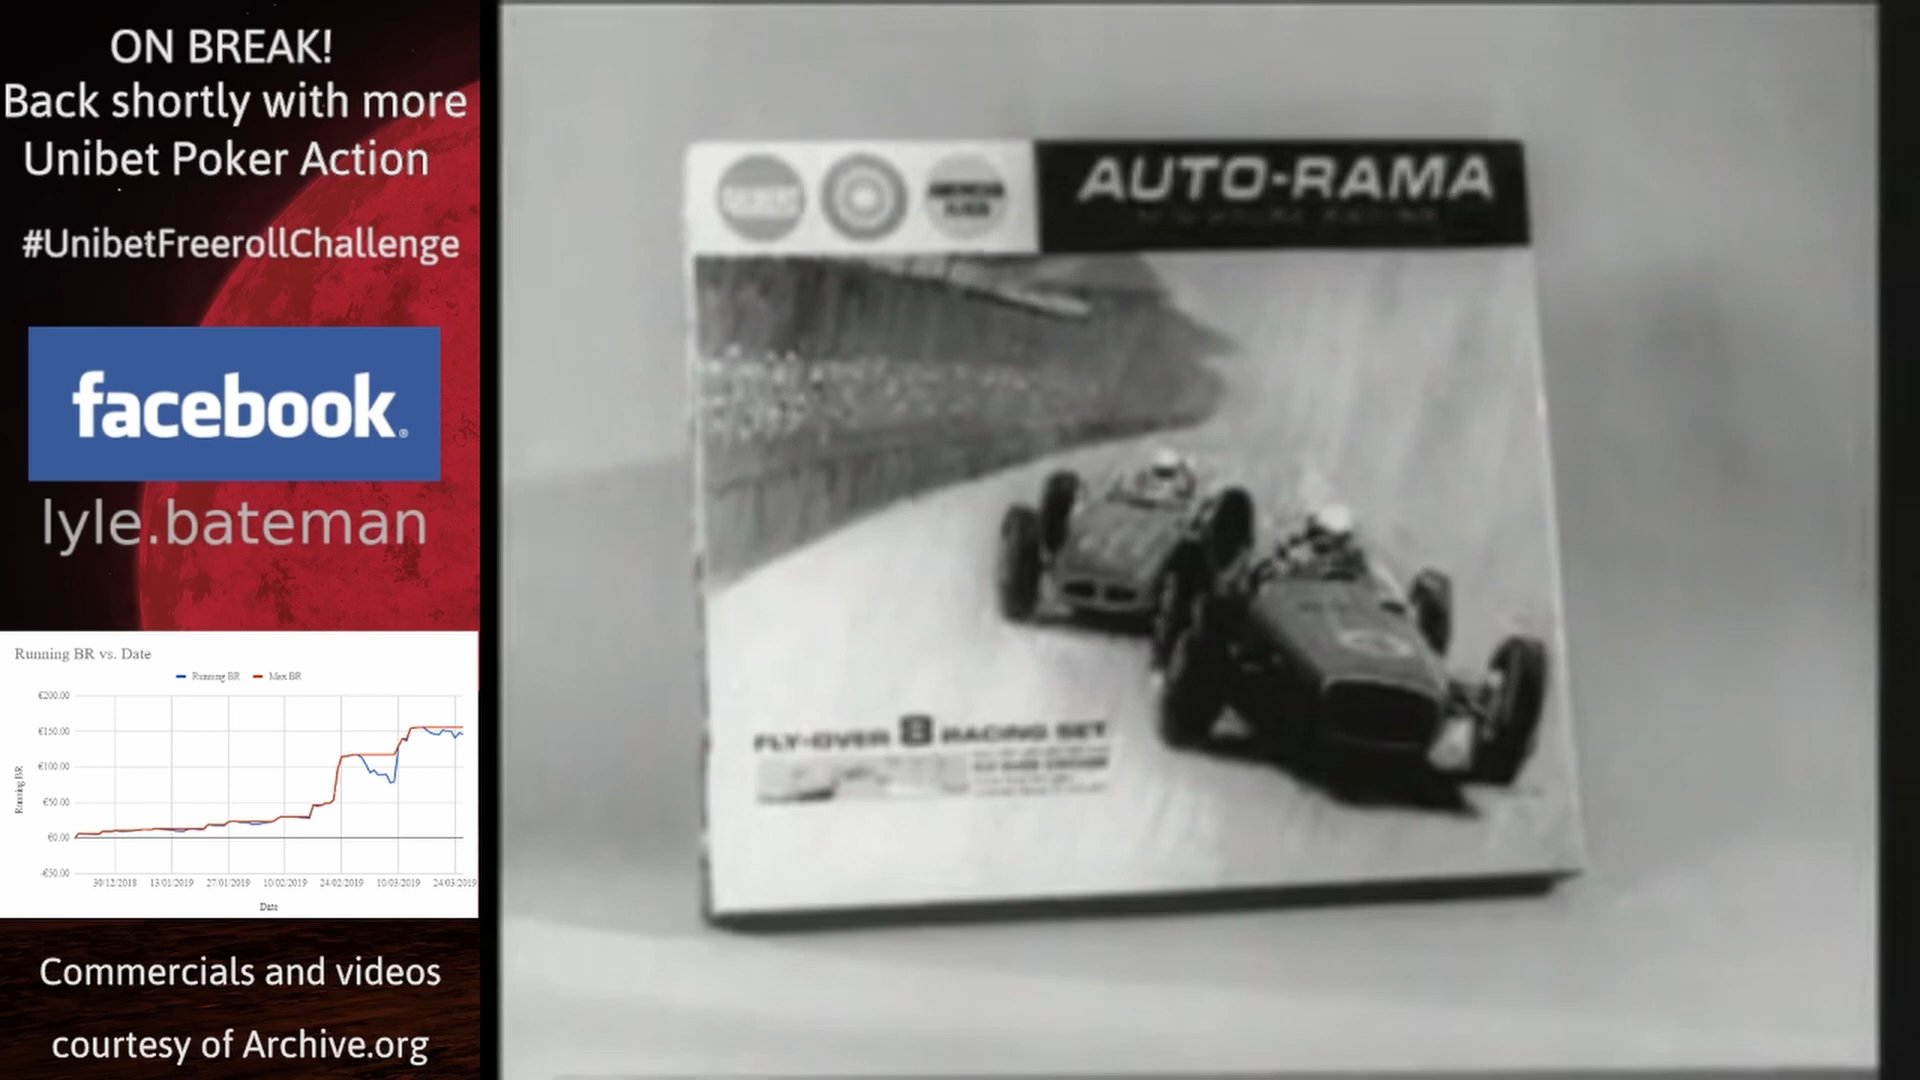 ON BREAK!
Back shortly with more
Unibet Poker Action
#UnibetFreerollChallenge
facebook
lyle.bateman
Running BR vs. Date
Running BR
Max BR
€200.00
€150.00
€100.00
€50.00
€0.00
-€50.00
Running BR
30/12/2018 13/01/2019 27/01/2019 10/02/2019 24/02/2019 10/03/2019 24/03/2019
Date
Commercials and videos
courtesy of Archive.org
GILBERT
AUTO-RAMA
FLY-OVER 8 RACING SET